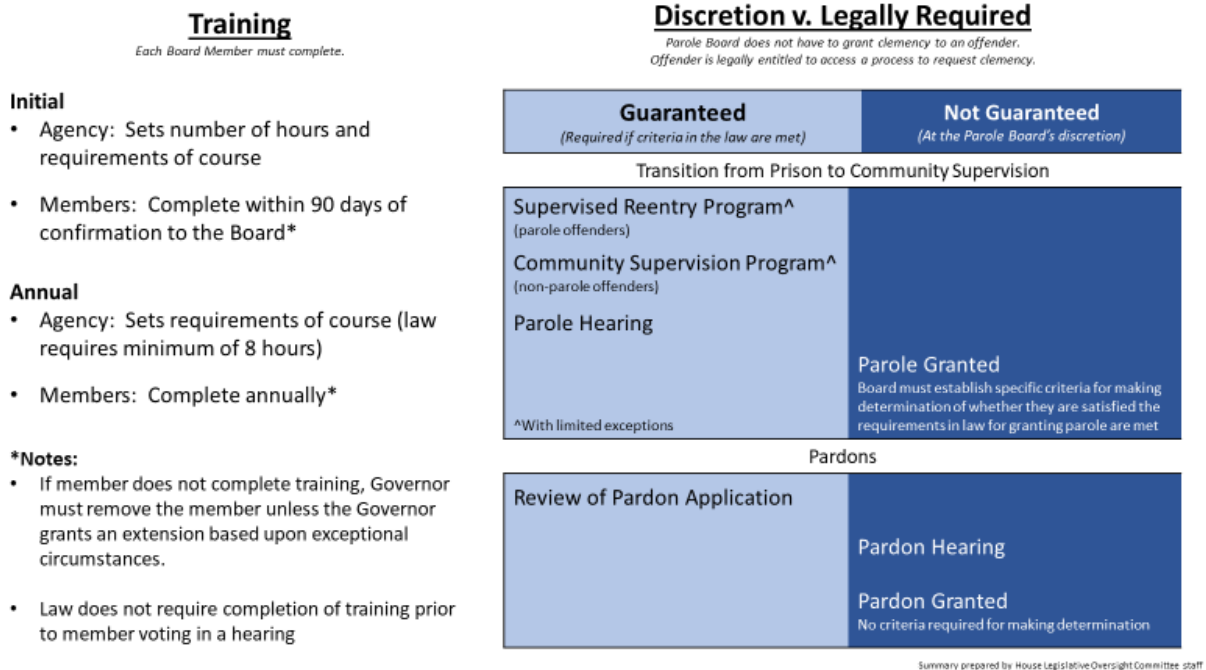 Training
Each Board Member must complete.
Initial
• Agency: Sets number of hours and
requirements of course
• Members: Complete within 90 days of
confirmation to the Board*
Annual
• Agency: Sets requirements of course (law
requires minimum of 8 hours)
• Members: Complete annually*
*Notes:
• If member does not complete training, Governor
must remove the member unless the Governor
grants an extension based upon exceptional
circumstances.
• Law does not require completion of training prior
to member voting in a hearing
Discretion v. Legally Required
Parole Board does not have to grant clemency to an offender.
Offender is legally entitled to access a process to request clemency.
Guaranteed
(Required if criteria in the law are met)
Not Guaranteed
(At the Parole Board's discretion)
Transition from Prison to Community Supervision
Supervised Reentry Program^
(parole offenders)
Community Supervision Program^
(non-parole offenders)
Parole Hearing
^With limited exceptions
Parole Granted
Board must establish specific criteria for making
determination of whether they are satisfied the
requirements in law for granting parole are met
Pardons
Review of Pardon Application
Pardon Hearing
Pardon Granted
No criteria required for making determination
Summary prepared by House Legislative Oversight Committee staff